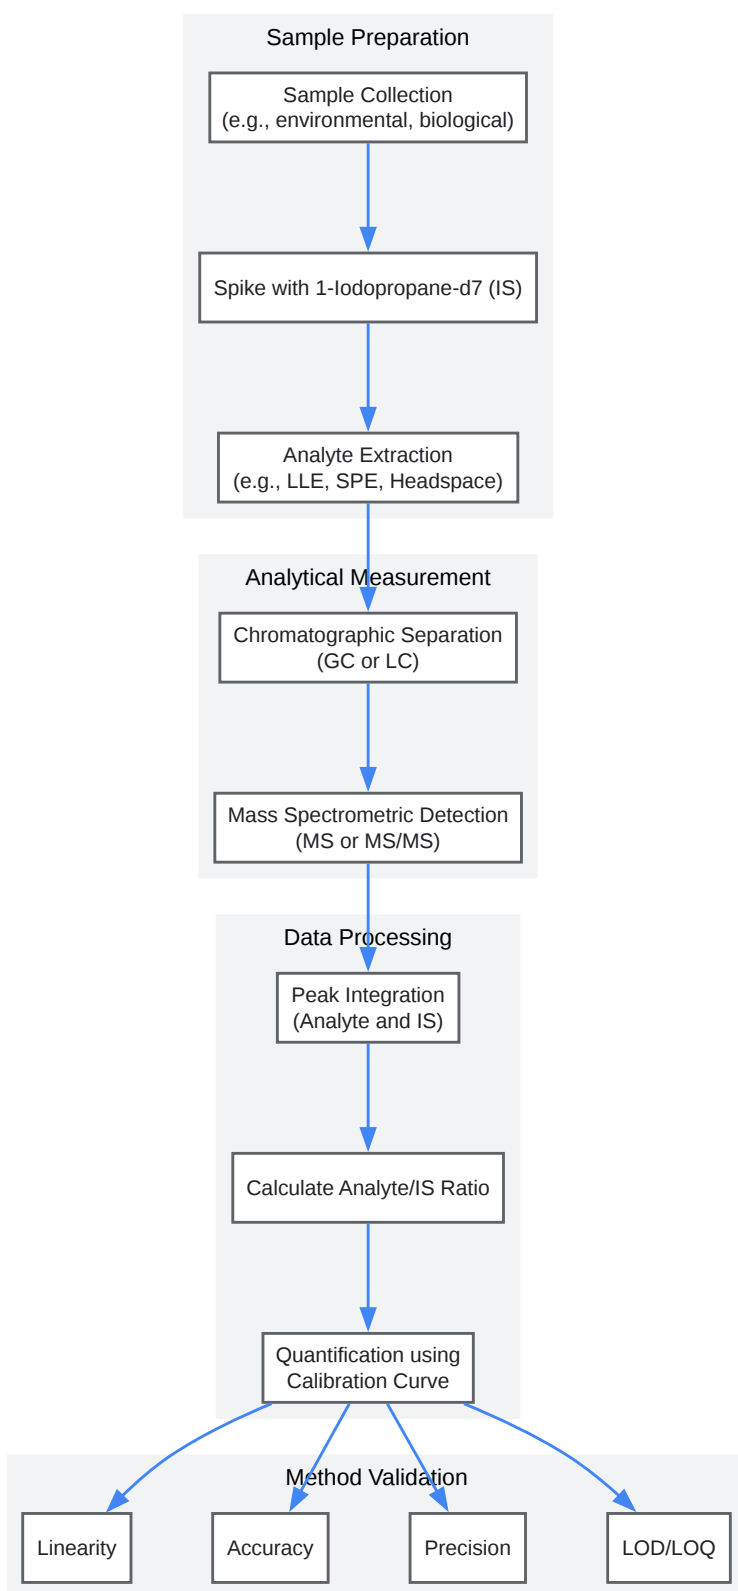 Sample Preparation
Sample Collection
(e.g., environmental, biological)
Spike with 1-Iodopropane-d7 (IS)
Analyte Extraction
(e.g., LLE, SPE, Headspace)
Analytical Measurement
Chromatographic Separation
(GC or LC)
Mass Spectrometric Detection
(MS or MS/MS)
Data Processing
Peak Integration
(Analyte and IS)
Calculate Analyte/IS Ratio
Quantification using
Calibration Curve
Method Validation
Linearity
Accuracy
Precision
LOD/LOQ